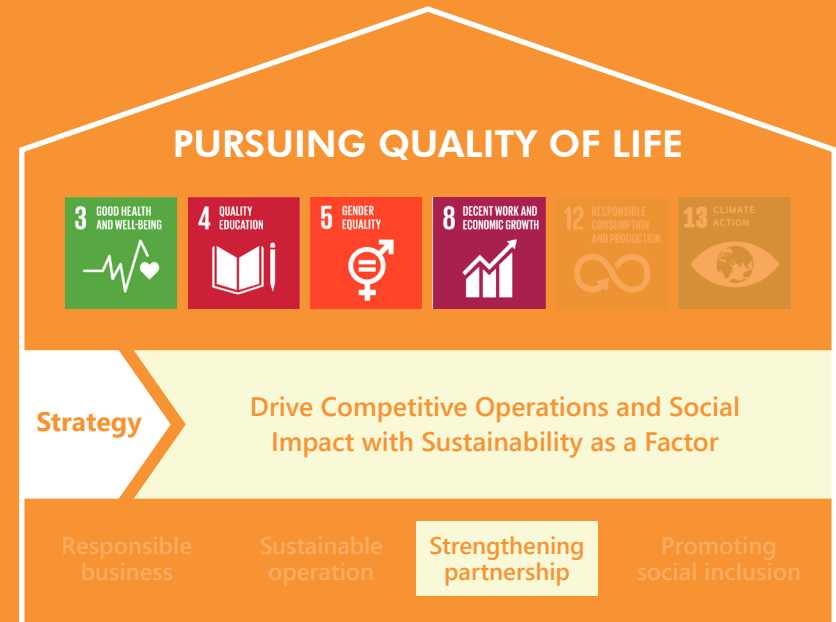 PURSUING QUALITY OF LIFE
3 GOOD HEALTH
AND WELL-BEING
4 QUALITY
EDUCATION
5 GENDER
EQUALITY
8 DECENT WORK AND
ECONOMIC GROWTH
12 RESPONSIBLE
CONSUMPTION
AND PRODUCTION
13 CLIMATE
ACTION
Strategy
Drive Competitive Operations and Social
Impact with Sustainability as a Factor
Responsible
business
Sustainable
operation
Strengthening
partnership
Promoting
social inclusion